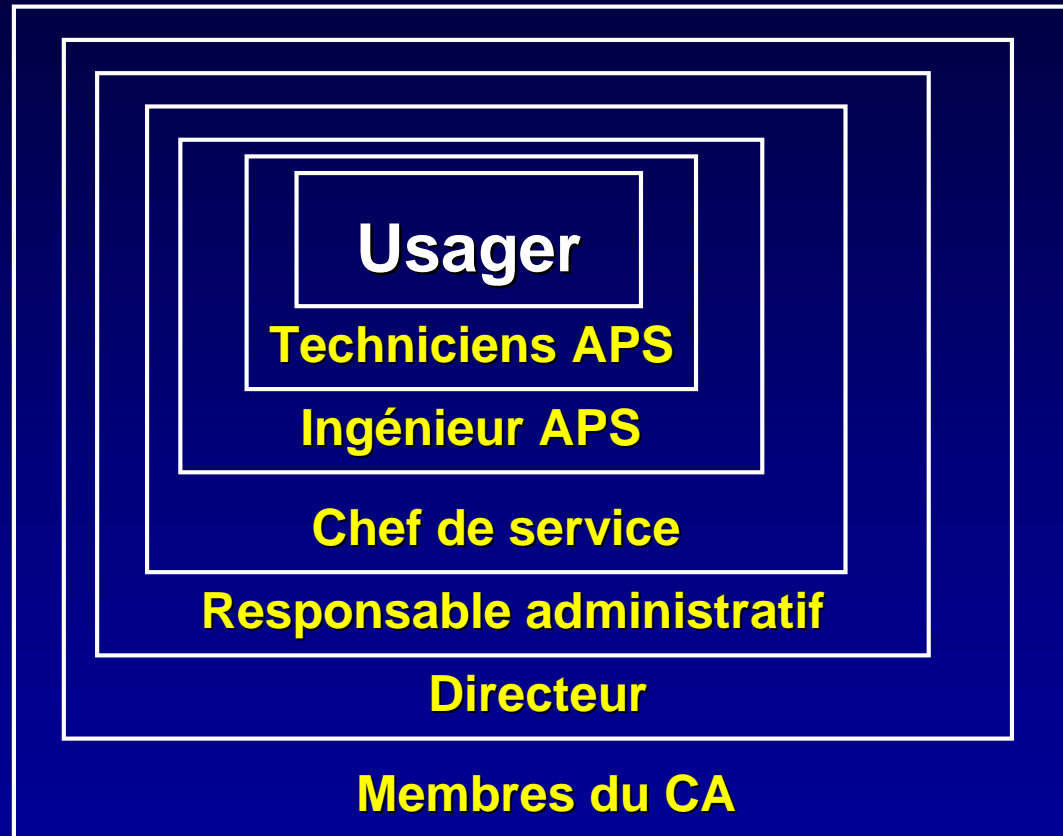 Usager
Techniciens APS
Ingénieur APS
Chef de service
Responsable administratif
Directeur
Membres du CA